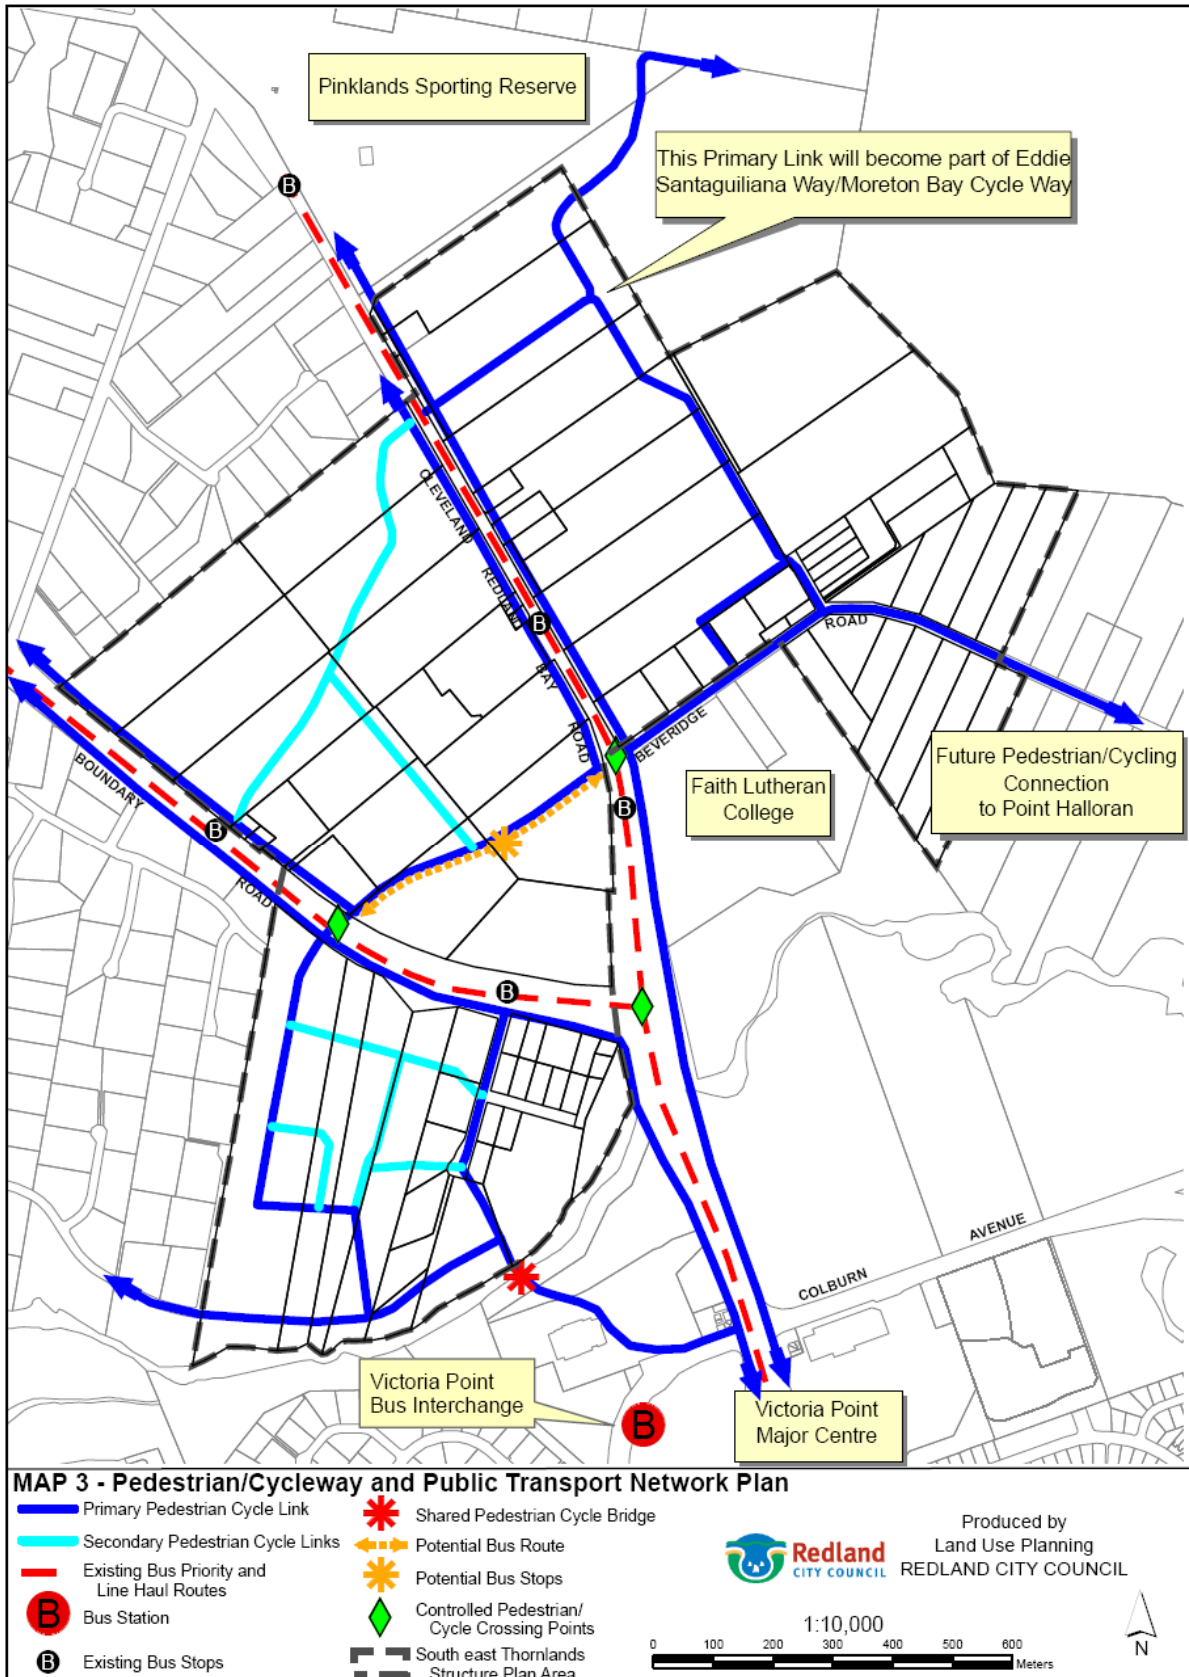 Pinklands Sporting Reserve
This Primary Link will become part of Eddie
Santaguiliana Way/Moreton Bay Cycle Way
B
CLEVELAND
REDLAND
BAY
ROAD
B
B
BEVERIDGE
ROAD
Faith Lutheran
College
Future Pedestrian/Cycling
Connection
to Point Halloran
BOUNDARY
ROAD
B
B
COLBURN
AVENUE
Victoria Point
Bus Interchange
B
Victoria Point
Major Centre
MAP 3 - Pedestrian/Cycleway and Public Transport Network Plan
Primary Pedestrian Cycle Link
Secondary Pedestrian Cycle Links
Existing Bus Priority and
Line Haul Routes
B Bus Station
B Existing Bus Stops
Shared Pedestrian Cycle Bridge
Potential Bus Route
Potential Bus Stops
Controlled Pedestrian/
Cycle Crossing Points
South east Thornlands
Structure Plan Area
Redland
CITY COUNCIL
Produced by
Land Use Planning
REDLAND CITY COUNCIL
1:10,000
0 100 200 300 400 500 600
Meters
N